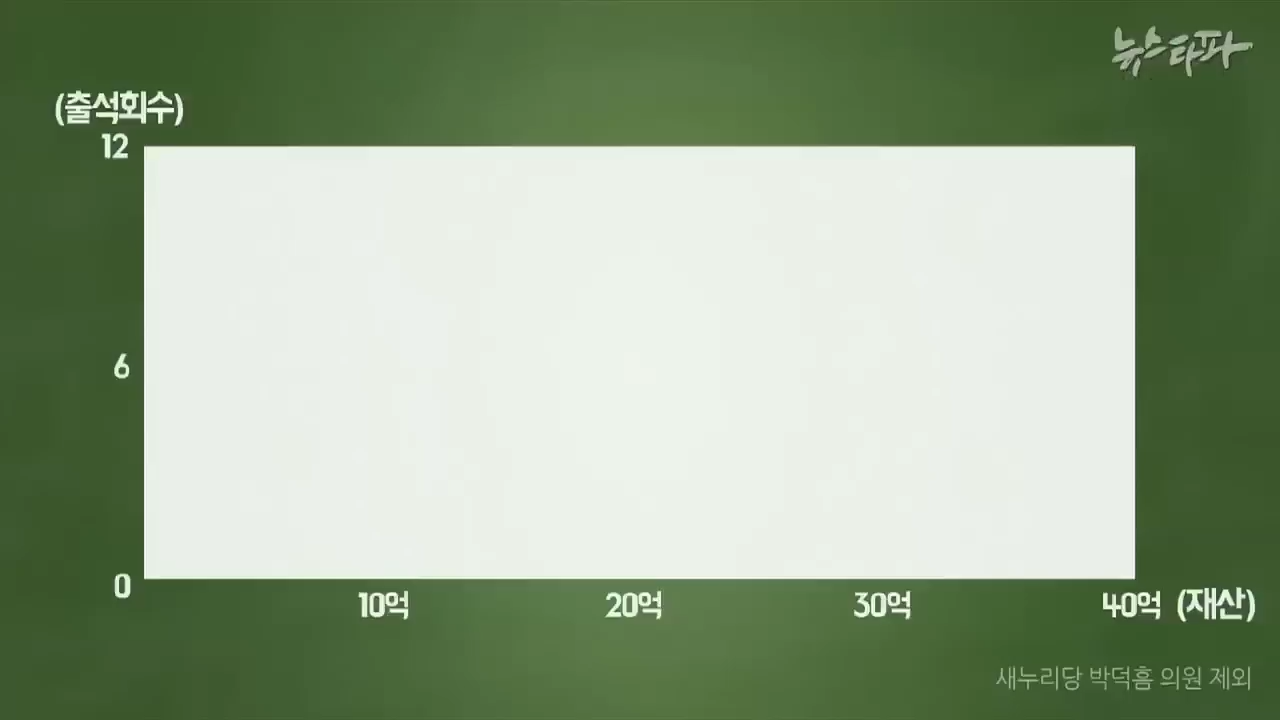 뉴스타파
(출석회수)
12
6
0
10억 20억 30억 40억 (재산)
새누리당 박덕흠 의원 제외